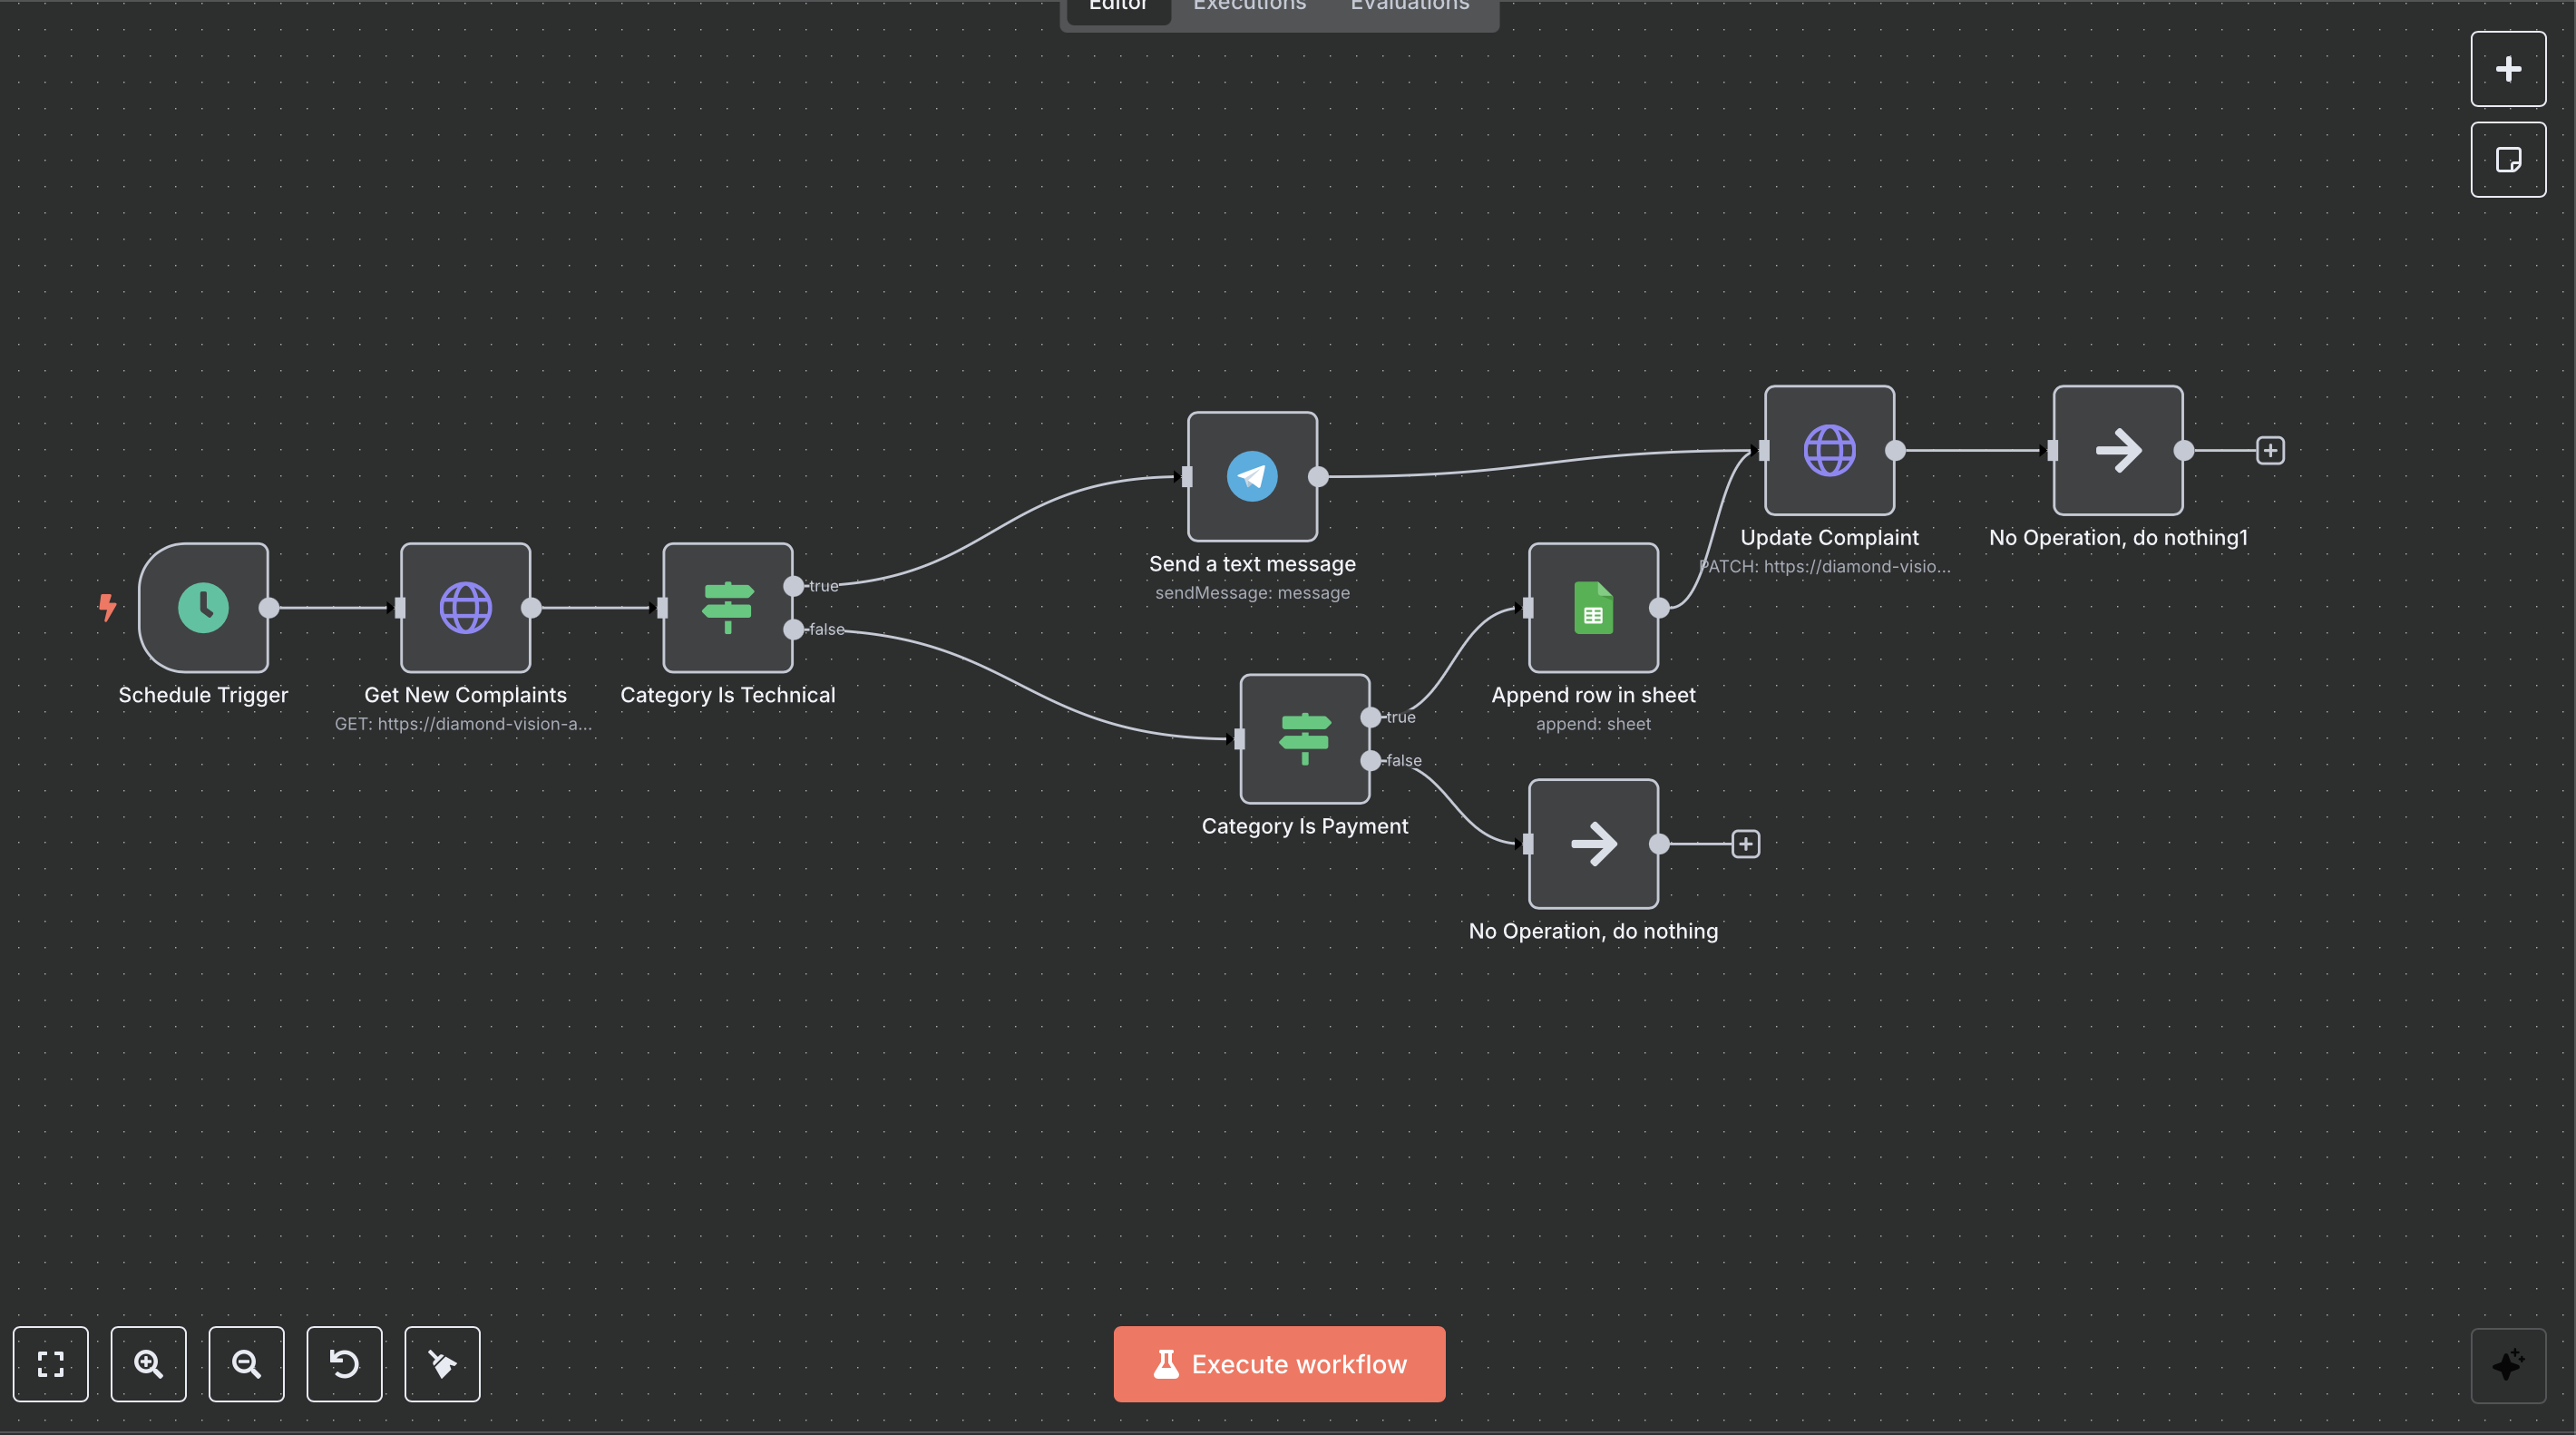 Editor Executions Evaluations
Schedule Trigger
Get New Complaints
GET: https://diamond-vision-a...
Category Is Technical
true
false
Send a text message
sendMessage: message
Category Is Payment
true
false
Append row in sheet
append: sheet
No Operation, do nothing
Update Complaint
PATCH: https://diamond-visio...
No Operation, do nothing1
Execute workflow